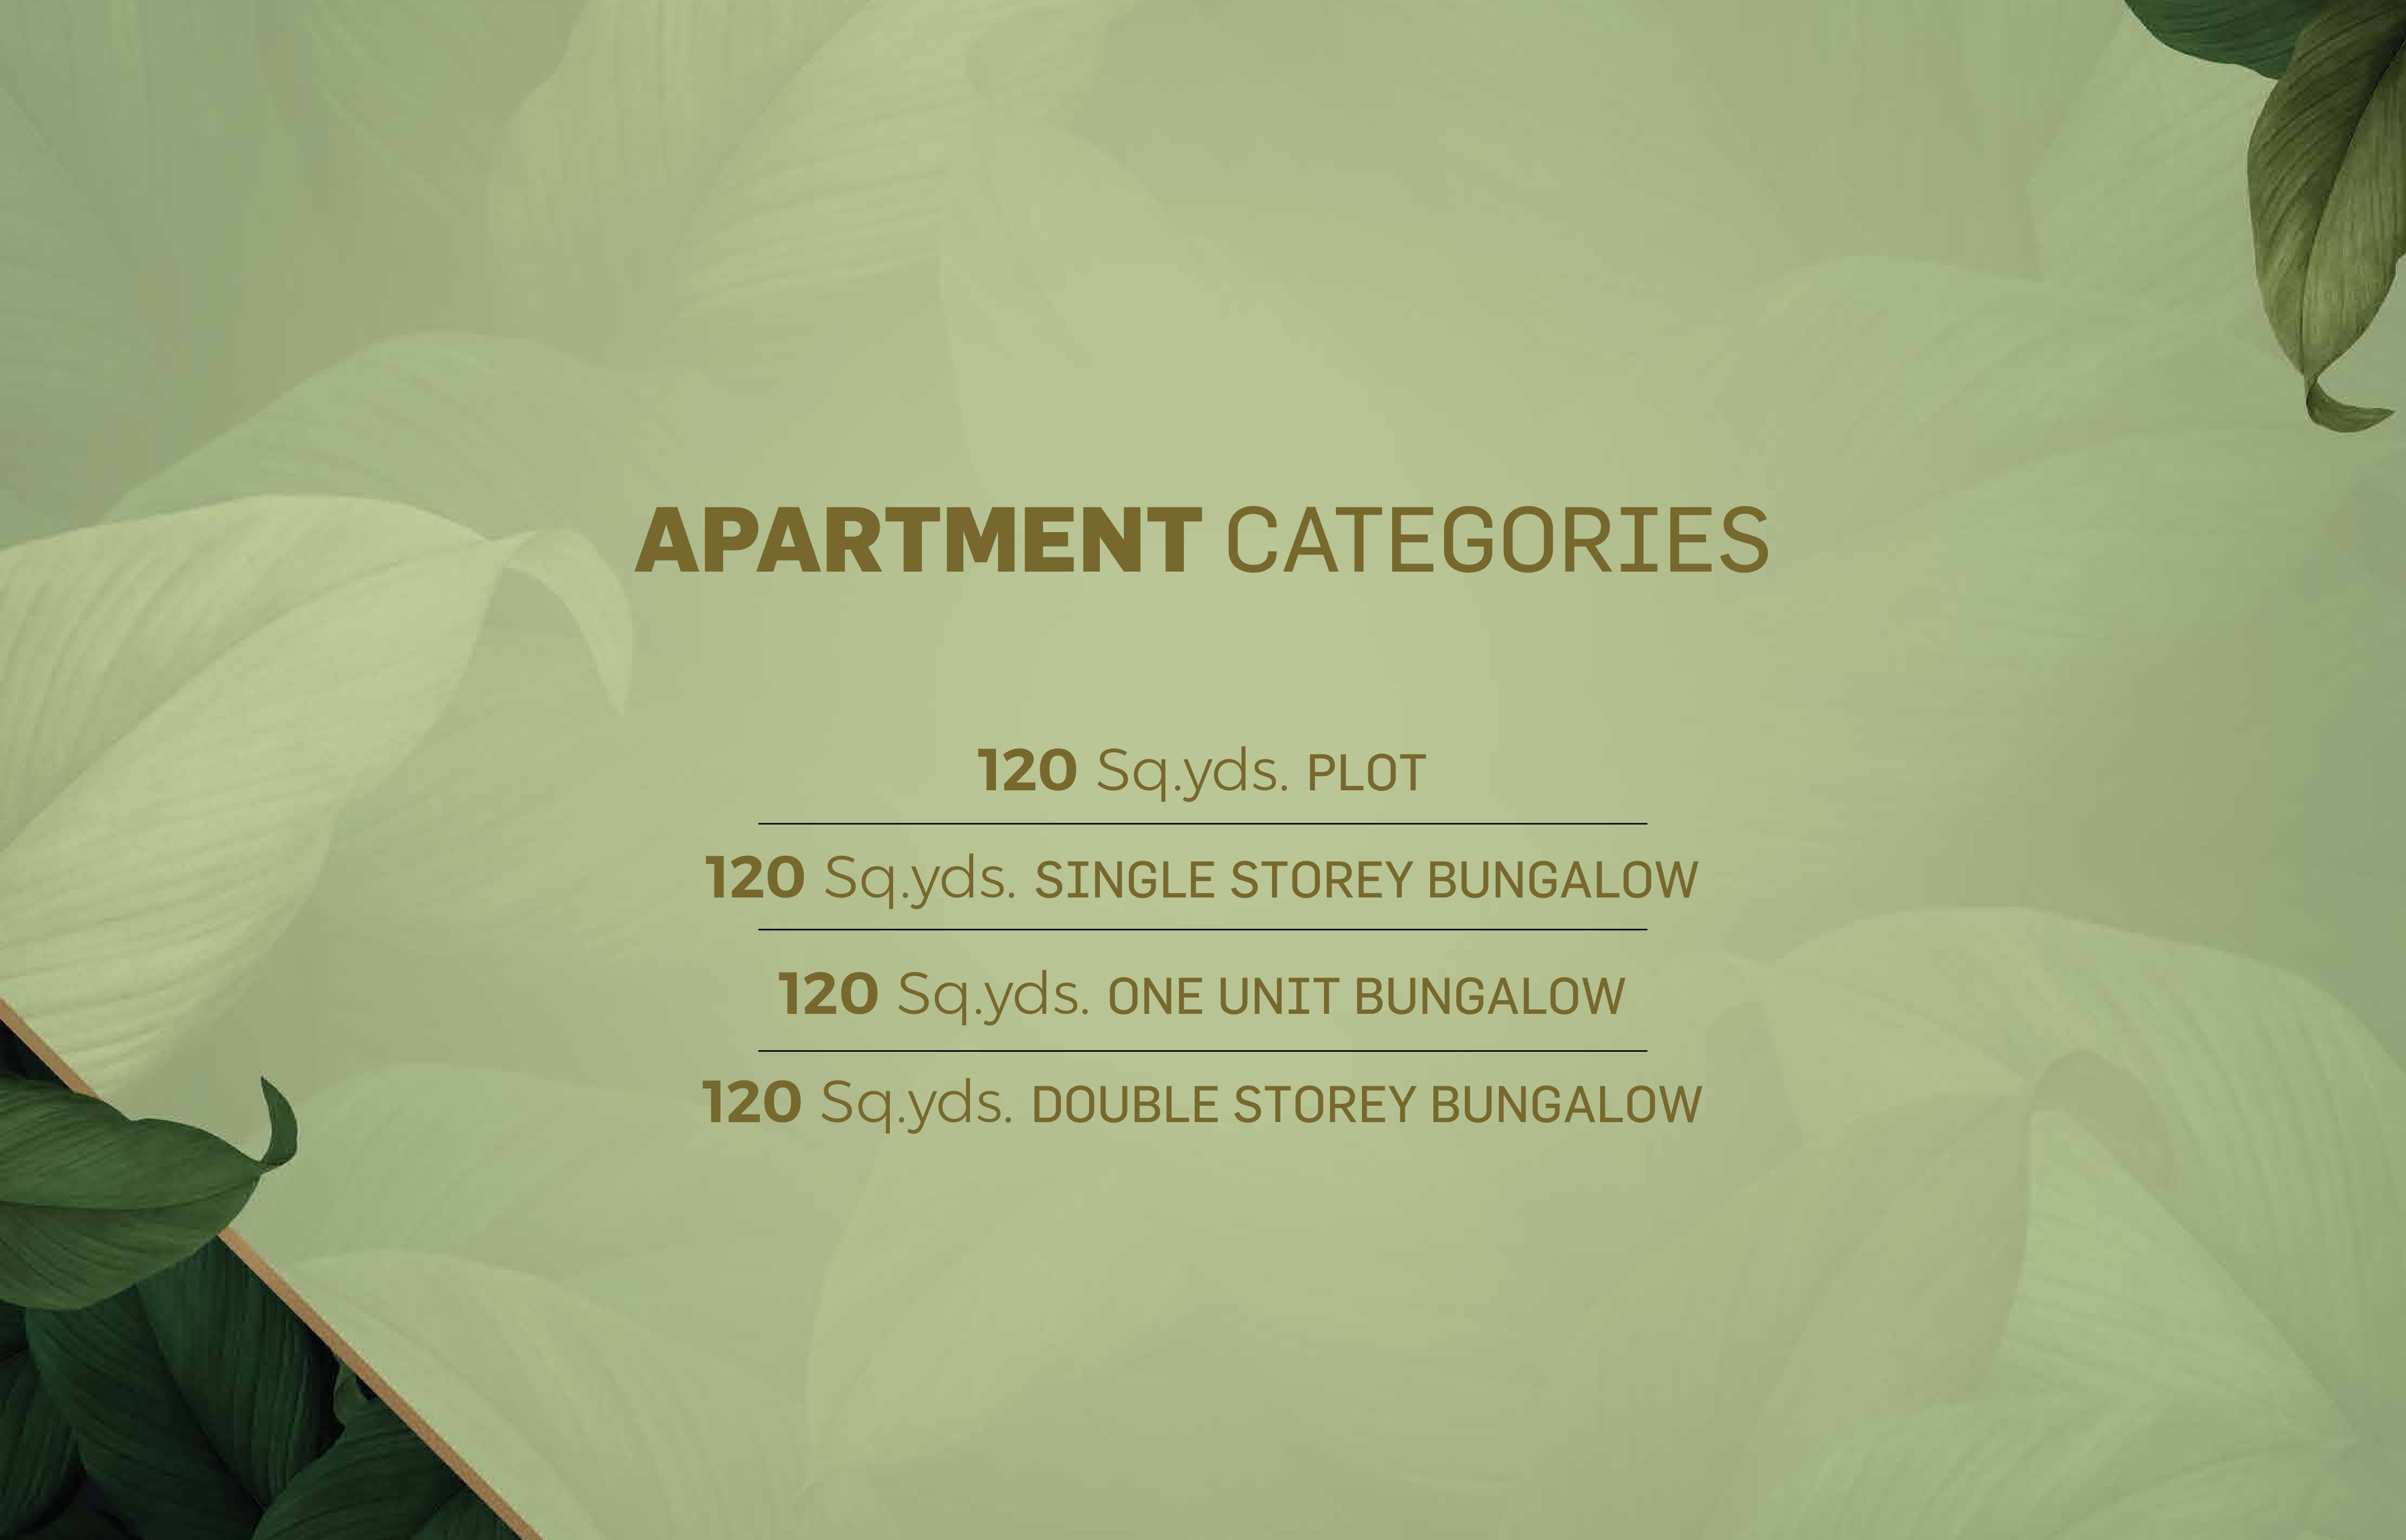 APARTMENT CATEGORIES
120 Sq.yds. PLOT
120 Sq.yds. SINGLE STOREY BUNGALOW
120 Sq.yds. ONE UNIT BUNGALOW
120 Sq.yds. DOUBLE STOREY BUNGALOW